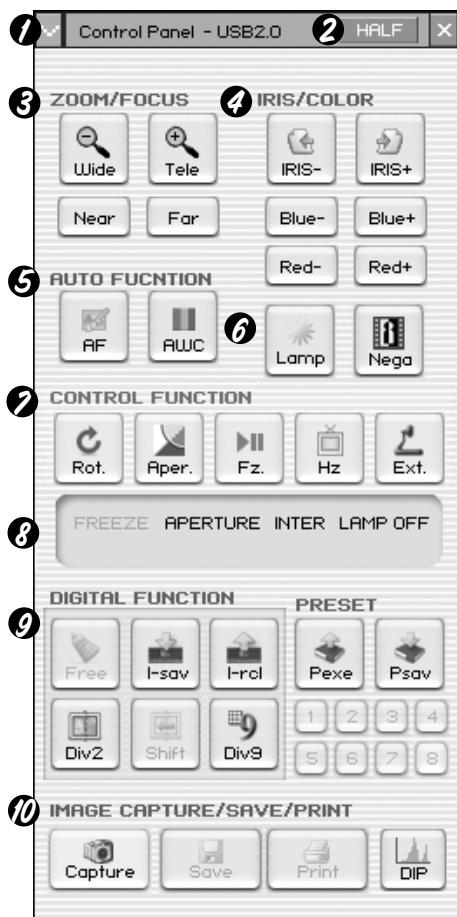 1 Control Panel - USB2.0 2 HALF X
3 ZOOM/FOCUS 4 IRIS/COLOR
Wide Tele IRIS- IRIS+
Near Far Blue- Blue+
Red- Red+
5 AUTO FUCNTION
AF AWC 6 Lamp Nega
7 CONTROL FUNCTION
Rot. Aper. Fz. Hz Ext.
8 FREEZE APERTURE INTER LAMP OFF
DIGITAL FUNCTION PRESET
9 Free I-sav I-rcl Pexe Psav
1 2 3 4
Div2 Shift 9 Div9
5 6 7 8
10 IMAGE CAPTURE/SAVE/PRINT
Capture Save Print DIP